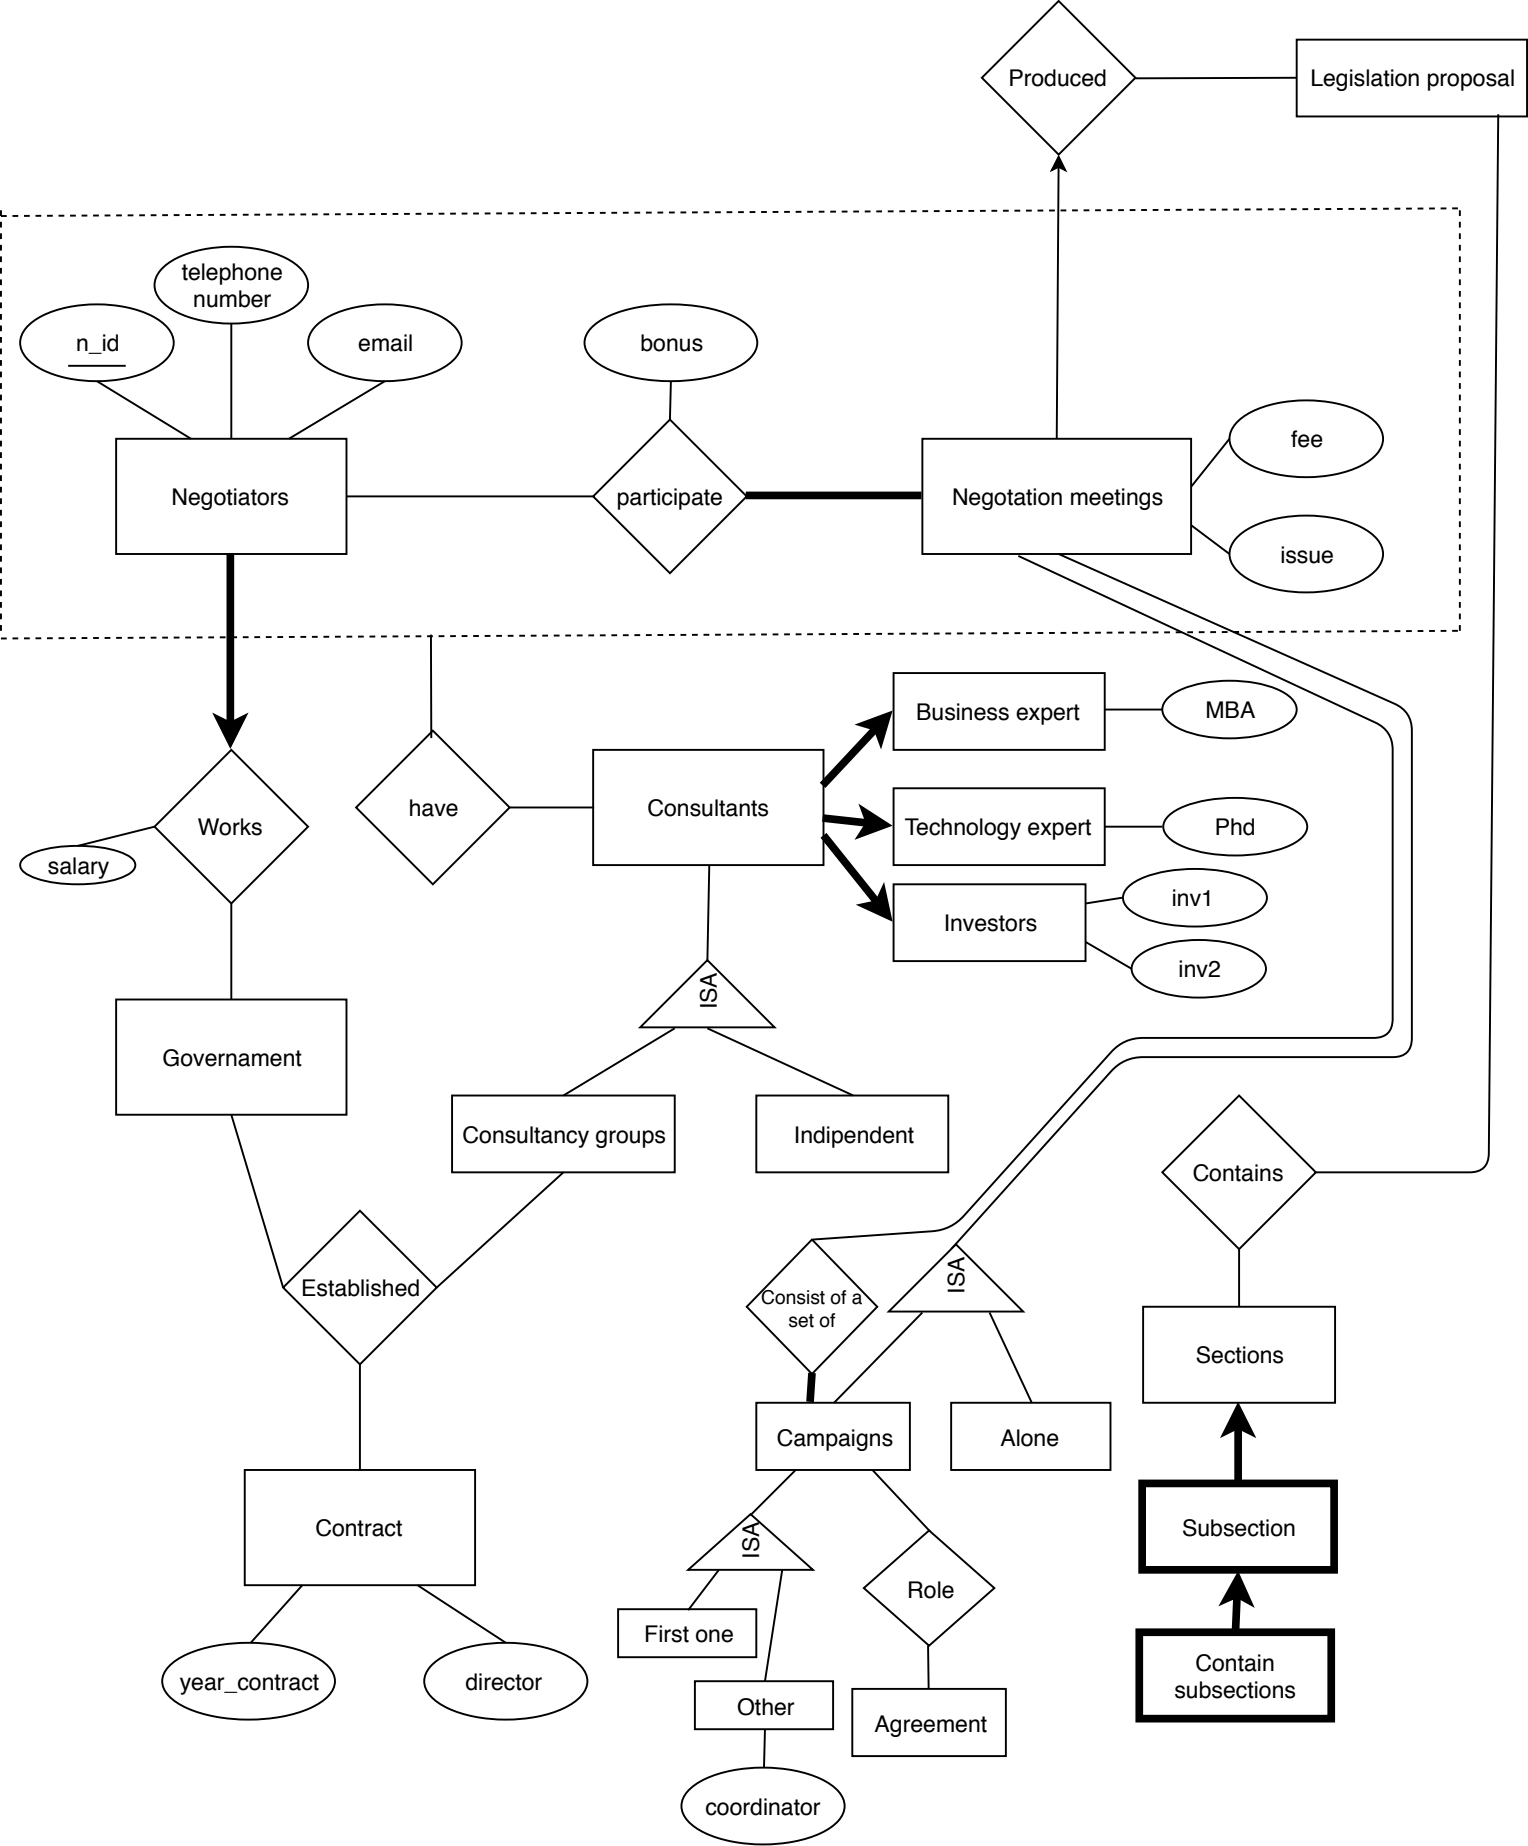 Produced
Legislation proposal
telephone
number
n_id
email
bonus
fee
Negotiators
participate
Negotation meetings
issue
Business expert
MBA
have
Consultants
Works
Technology expert
Phd
salary
inv1
Investors
inv2
ISA
Governament
Consultancy groups
Indipendent
Contains
Established
ISA
Consist of a
set of
Sections
Campaigns
Alone
Contract
ISA
Subsection
Role
First one
year_contract
director
Contain
subsections
Other
Agreement
coordinator